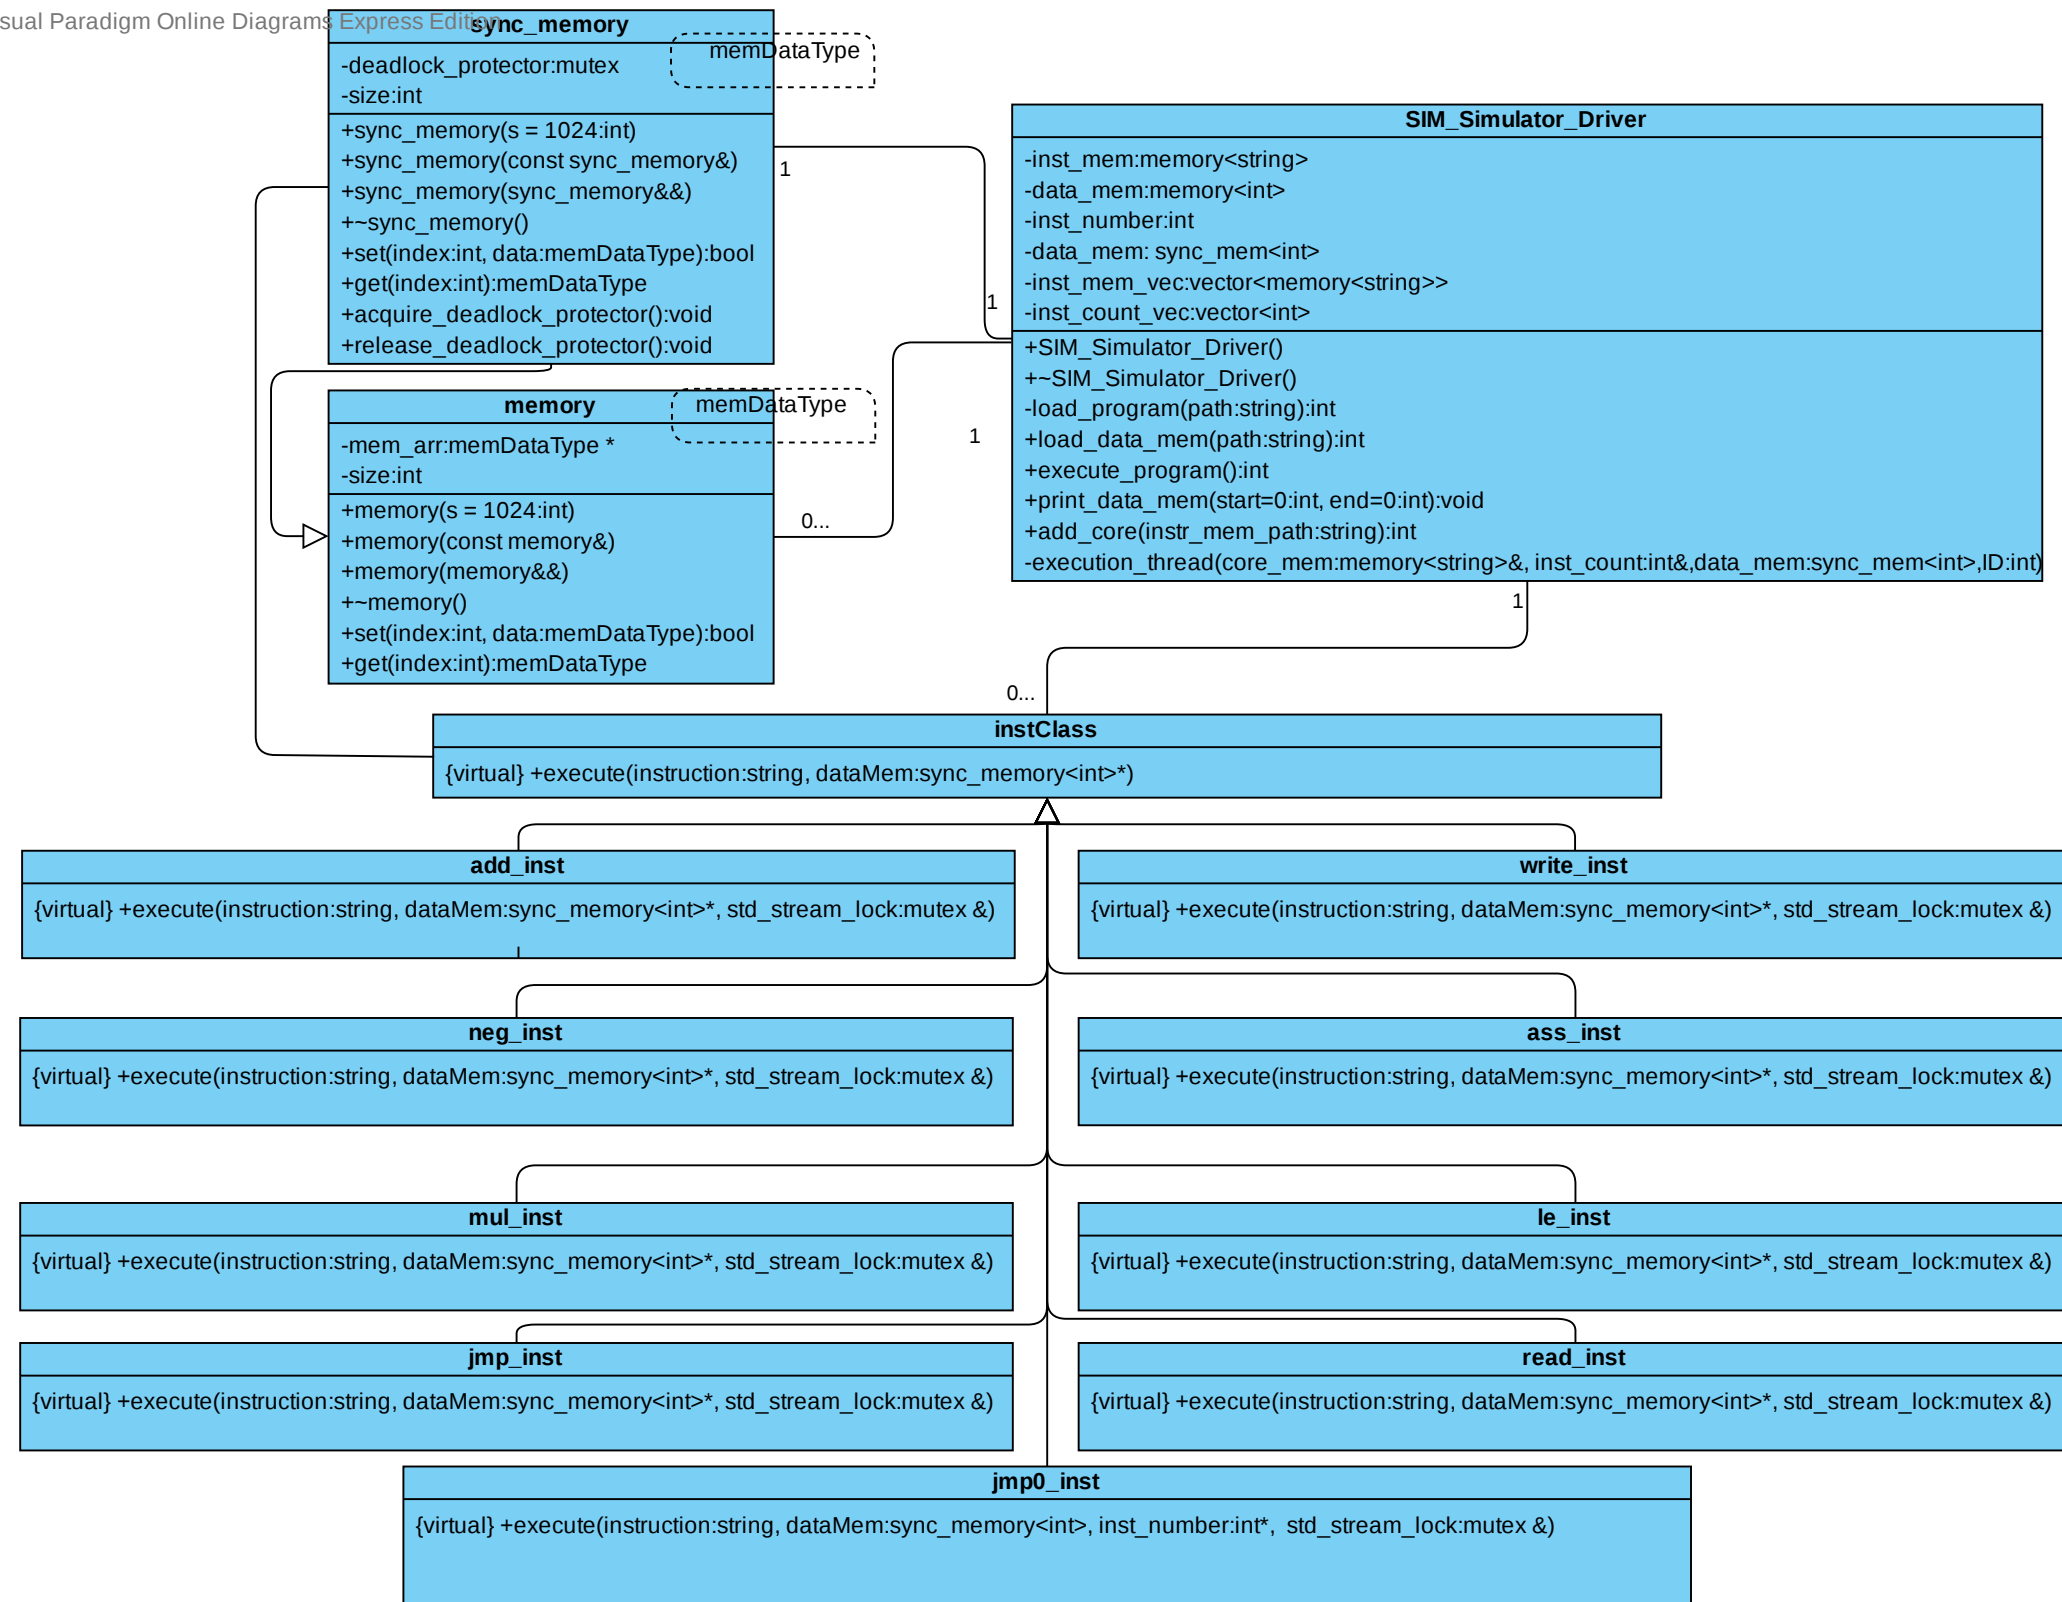 sual Paradigm Online Diagrams Express Edition
sync_memory
memDataType
-deadlock_protector:mutex
-size:int
+sync_memory(s = 1024:int)
+sync_memory(const sync_memory&)
+sync_memory(sync_memory&&)
+~sync_memory()
+set(index:int, data:memDataType):bool
+get(index:int):memDataType
+acquire_deadlock_protector():void
+release_deadlock_protector():void
1
1
SIM_Simulator_Driver
-inst_mem:memory<string>
-data_mem:memory<int>
-inst_number:int
-data_mem: sync_mem<int>
-inst_mem_vec:vector<memory<string>>
-inst_count_vec:vector<int>
+SIM_Simulator_Driver()
+~SIM_Simulator_Driver()
-load_program(path:string):int
+load_data_mem(path:string):int
+execute_program():int
+print_data_mem(start=0:int, end=0:int):void
+add_core(instr_mem_path:string):int
-execution_thread(core_mem:memory<string>&, inst_count:int&,data_mem:sync_mem<int>,ID:int)
memory
memDataType
-mem_arr:memDataType *
-size:int
+memory(s = 1024:int)
+memory(const memory&)
+memory(memory&&)
+~memory()
+set(index:int, data:memDataType):bool
+get(index:int):memDataType
1
0...
1
0...
instClass
{virtual} +execute(instruction:string, dataMem:sync_memory<int>*)
add_inst
{virtual} +execute(instruction:string, dataMem:sync_memory<int>*, std_stream_lock:mutex &)
write_inst
{virtual} +execute(instruction:string, dataMem:sync_memory<int>*, std_stream_lock:mutex &)
neg_inst
{virtual} +execute(instruction:string, dataMem:sync_memory<int>*, std_stream_lock:mutex &)
ass_inst
{virtual} +execute(instruction:string, dataMem:sync_memory<int>*, std_stream_lock:mutex &)
mul_inst
{virtual} +execute(instruction:string, dataMem:sync_memory<int>*, std_stream_lock:mutex &)
le_inst
{virtual} +execute(instruction:string, dataMem:sync_memory<int>*, std_stream_lock:mutex &)
jmp_inst
{virtual} +execute(instruction:string, dataMem:sync_memory<int>*, std_stream_lock:mutex &)
read_inst
{virtual} +execute(instruction:string, dataMem:sync_memory<int>*, std_stream_lock:mutex &)
jmp0_inst
{virtual} +execute(instruction:string, dataMem:sync_memory<int>, inst_number:int*,  std_stream_lock:mutex &)